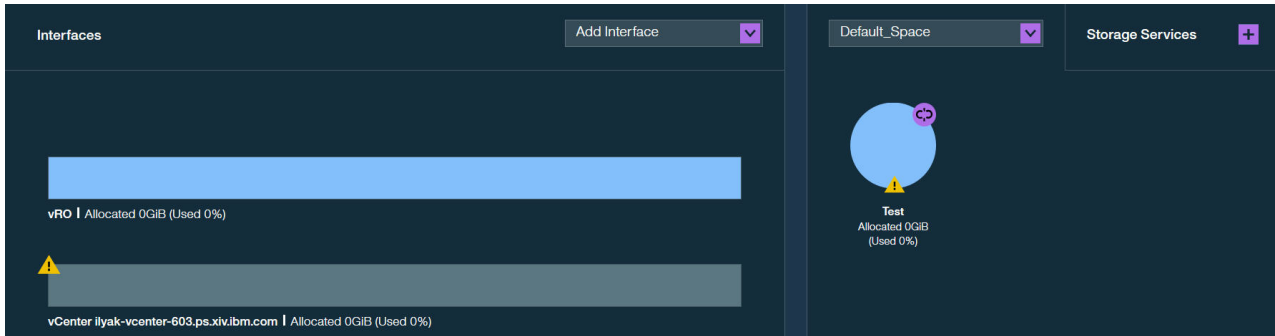 Interfaces
Add Interface
Default_Space
Storage Services
vRO | Allocated 0GiB (Used 0%)
vCenter ilyak-vcenter-603.ps.xiv.ibm.com | Allocated 0GiB (Used 0%)
Test
Allocated 0GiB
(Used 0%)